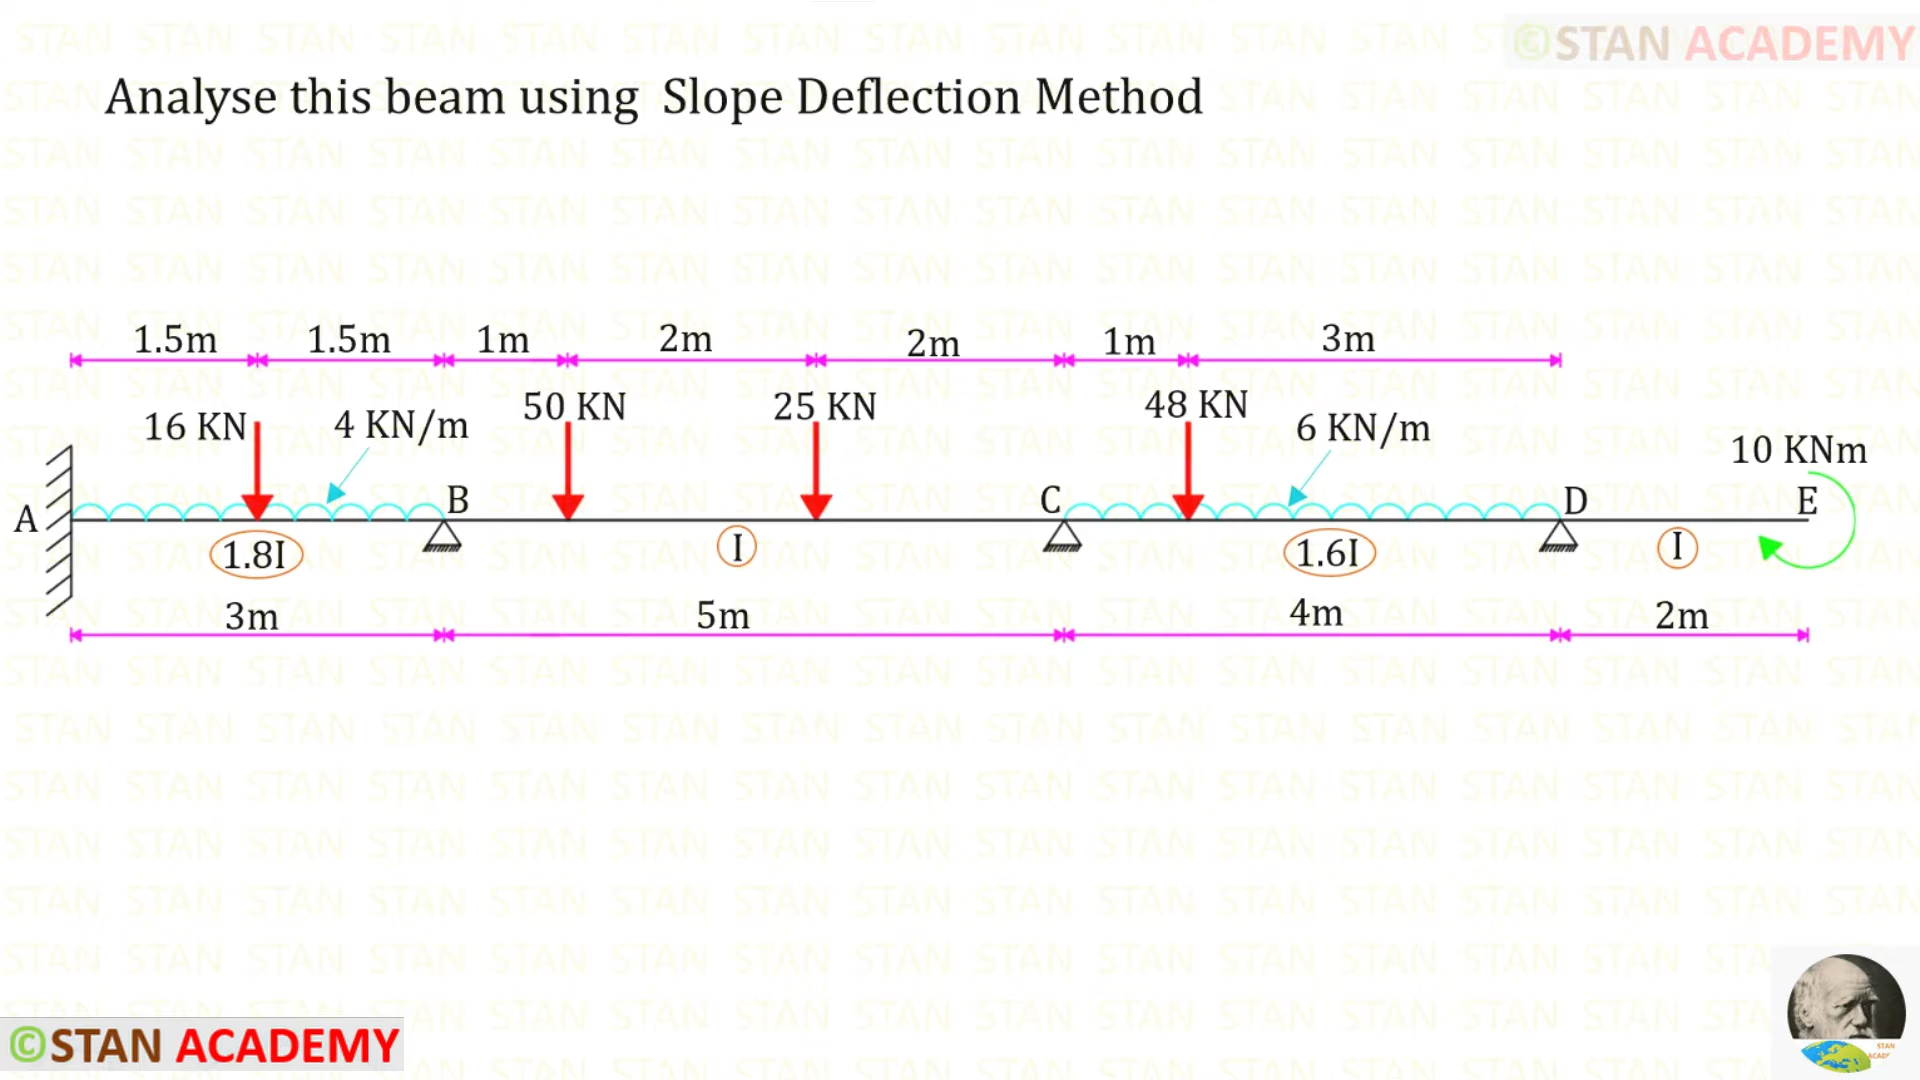 ©STAN ACADEMY
Analyse this beam using Slope Deflection Method
1.5m 1.5m 1m 2m 2m 1m 3m
16 KN 4 KN/m 50 KN 25 KN 48 KN 6 KN/m 10 KNm
A B C D E
1.8I I 1.6I I
3m 5m 4m 2m
©STAN ACADEMY
STAN